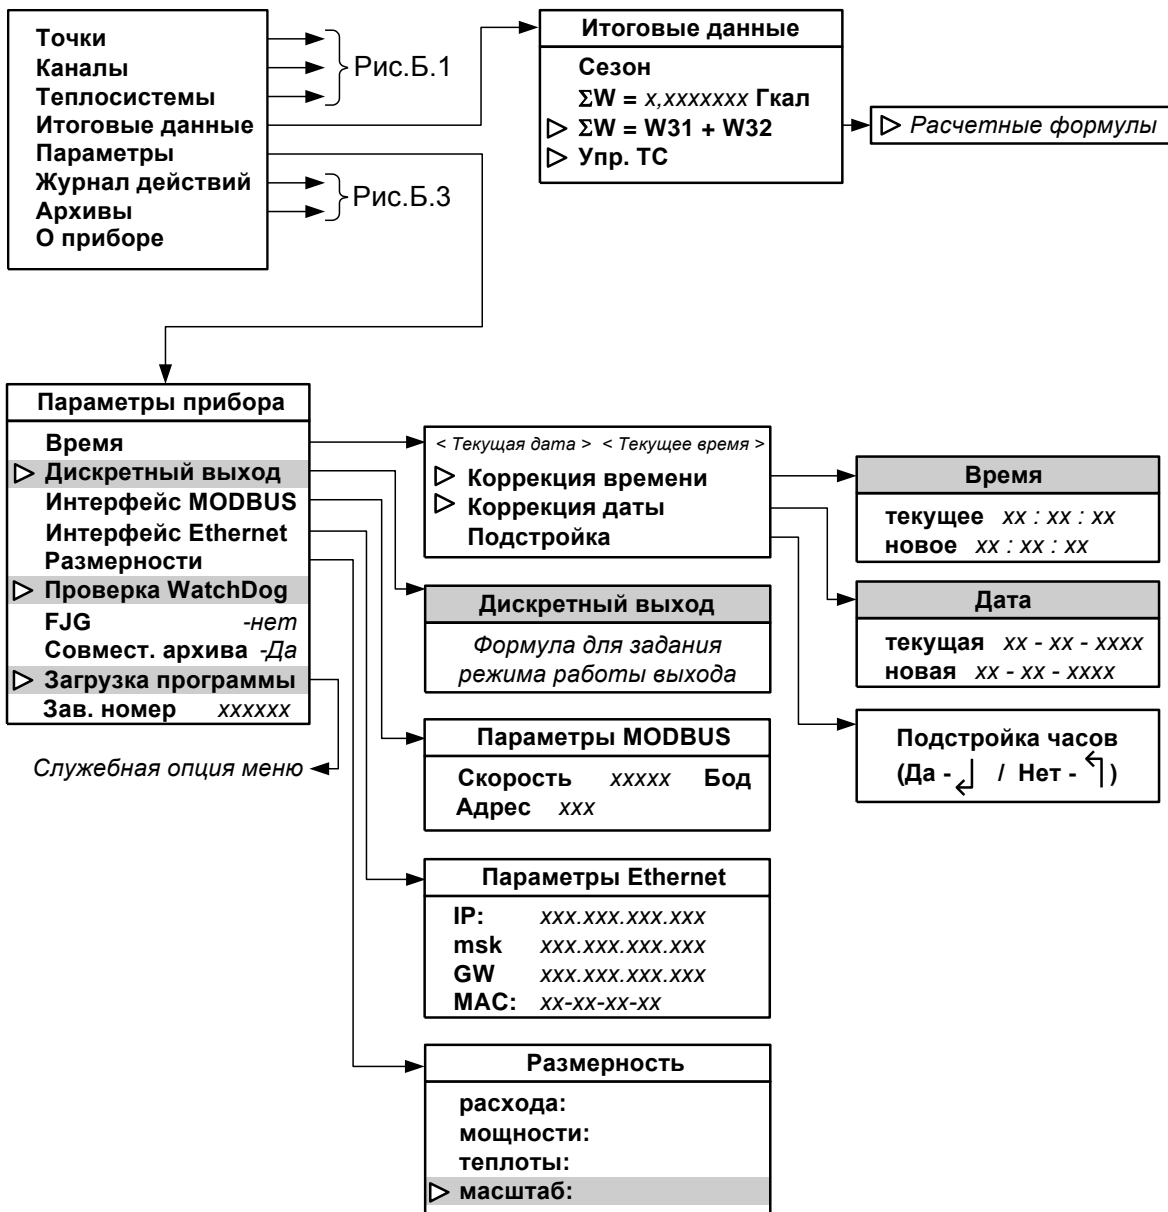 Точки
Каналы
Теплосистемы
Итоговые данные
Параметры
Журнал действий
Архивы
О приборе
Рис.Б.1
Рис.Б.3
Итоговые данные
Сезон
ΣW = x,xxxxxxx Гкал
ΣW = W31 + W32
Упр. ТС
Расчетные формулы
Параметры прибора
Время
Дискретный выход
Интерфейс MODBUS
Интерфейс Ethernet
Размерности
Проверка WatchDog
FJG -нет
Совмест. архива -Да
Загрузка программы
Зав. номер xxxxxx
Служебная опция меню
< Текущая дата > < Текущее время >
Коррекция времени
Коррекция даты
Подстройка
Время
текущее xx : xx : xx
новое xx : xx : xx
Дата
текущая xx - xx - xxxx
новая xx - xx - xxxx
Подстройка часов
(Да - ↵ / Нет - ↰)
Дискретный выход
Формула для задания
режима работы выхода
Параметры MODBUS
Скорость xxxxx Бод
Адрес xxx
Параметры Ethernet
IP: xxx.xxx.xxx.xxx
msk xxx.xxx.xxx.xxx
GW xxx.xxx.xxx.xxx
MAC: xx-xx-xx-xx
Размерность
расхода:
мощности:
теплоты:
масштаб: